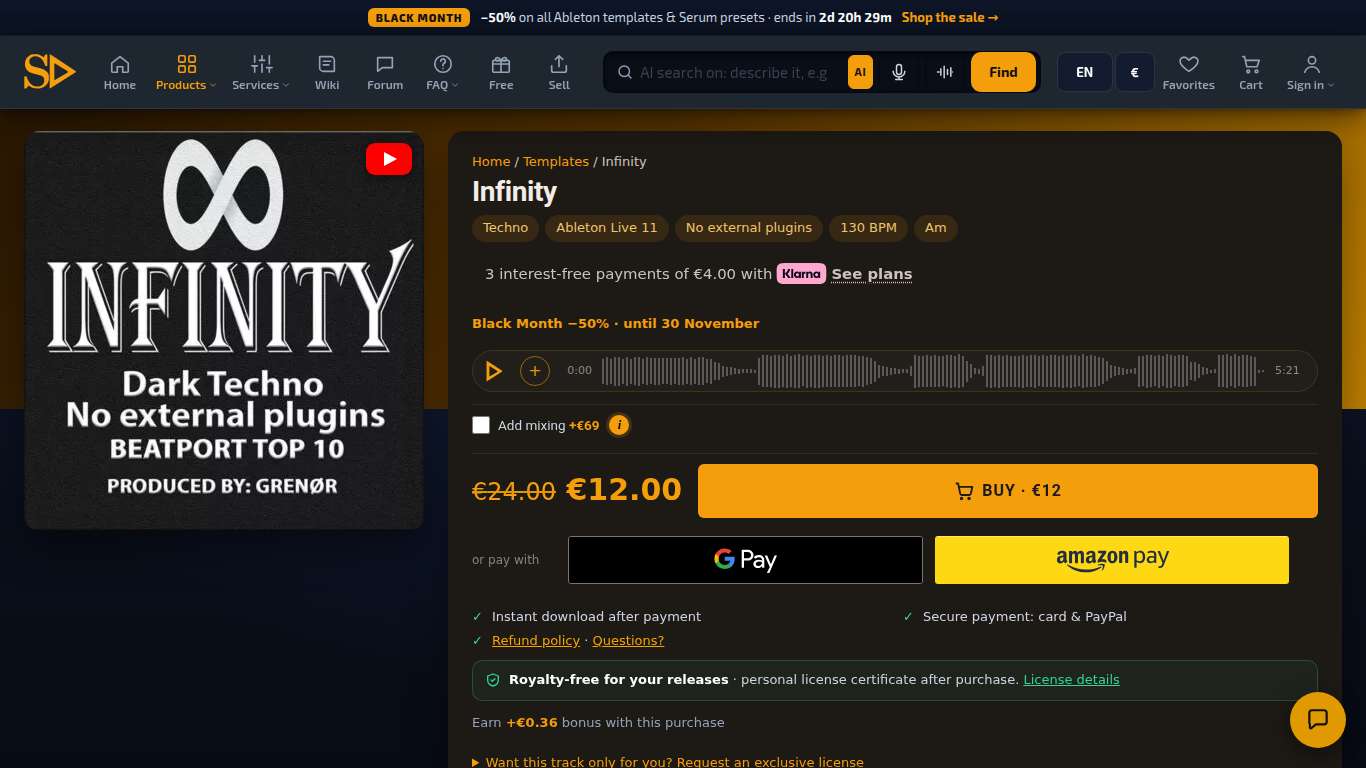 BLACK MONTH −50% on all Ableton templates & Serum presets · ends in 2d 20h 29m Shop the sale →
SD
Home Products Services Wiki Forum FAQ Free Sell
AI search on: describe it, e.g AI Find
EN € Favorites Cart Sign in
INFINITY
Dark Techno
No external plugins
BEATPORT TOP 10
PRODUCED BY: GRENØR
Home / Templates / Infinity
Infinity
Techno Ableton Live 11 No external plugins 130 BPM Am
3 interest-free payments of €4.00 with Klarna See plans
Black Month −50% · until 30 November
+ 0:00 5:21
Add mixing +€69 i
€24.00 €12.00 BUY · €12
or pay with G Pay amazon pay
✓ Instant download after payment ✓ Secure payment: card & PayPal
✓ Refund policy · Questions?
Royalty-free for your releases · personal license certificate after purchase. License details
Earn +€0.36 bonus with this purchase
Want this track only for you? Request an exclusive license